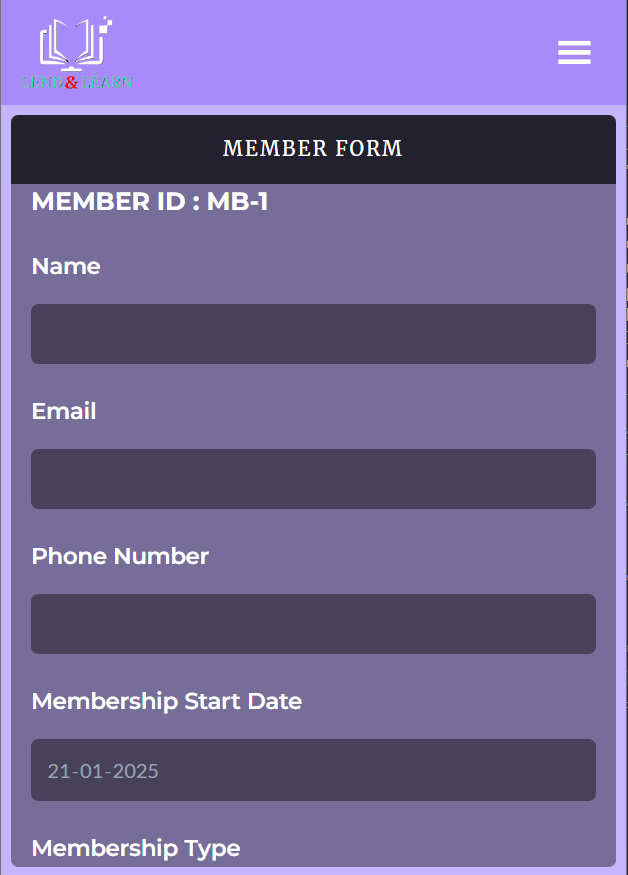 LEND&LEARN
MEMBER FORM
MEMBER ID : MB-1
Name
Email
Phone Number
Membership Start Date
21-01-2025
Membership Type